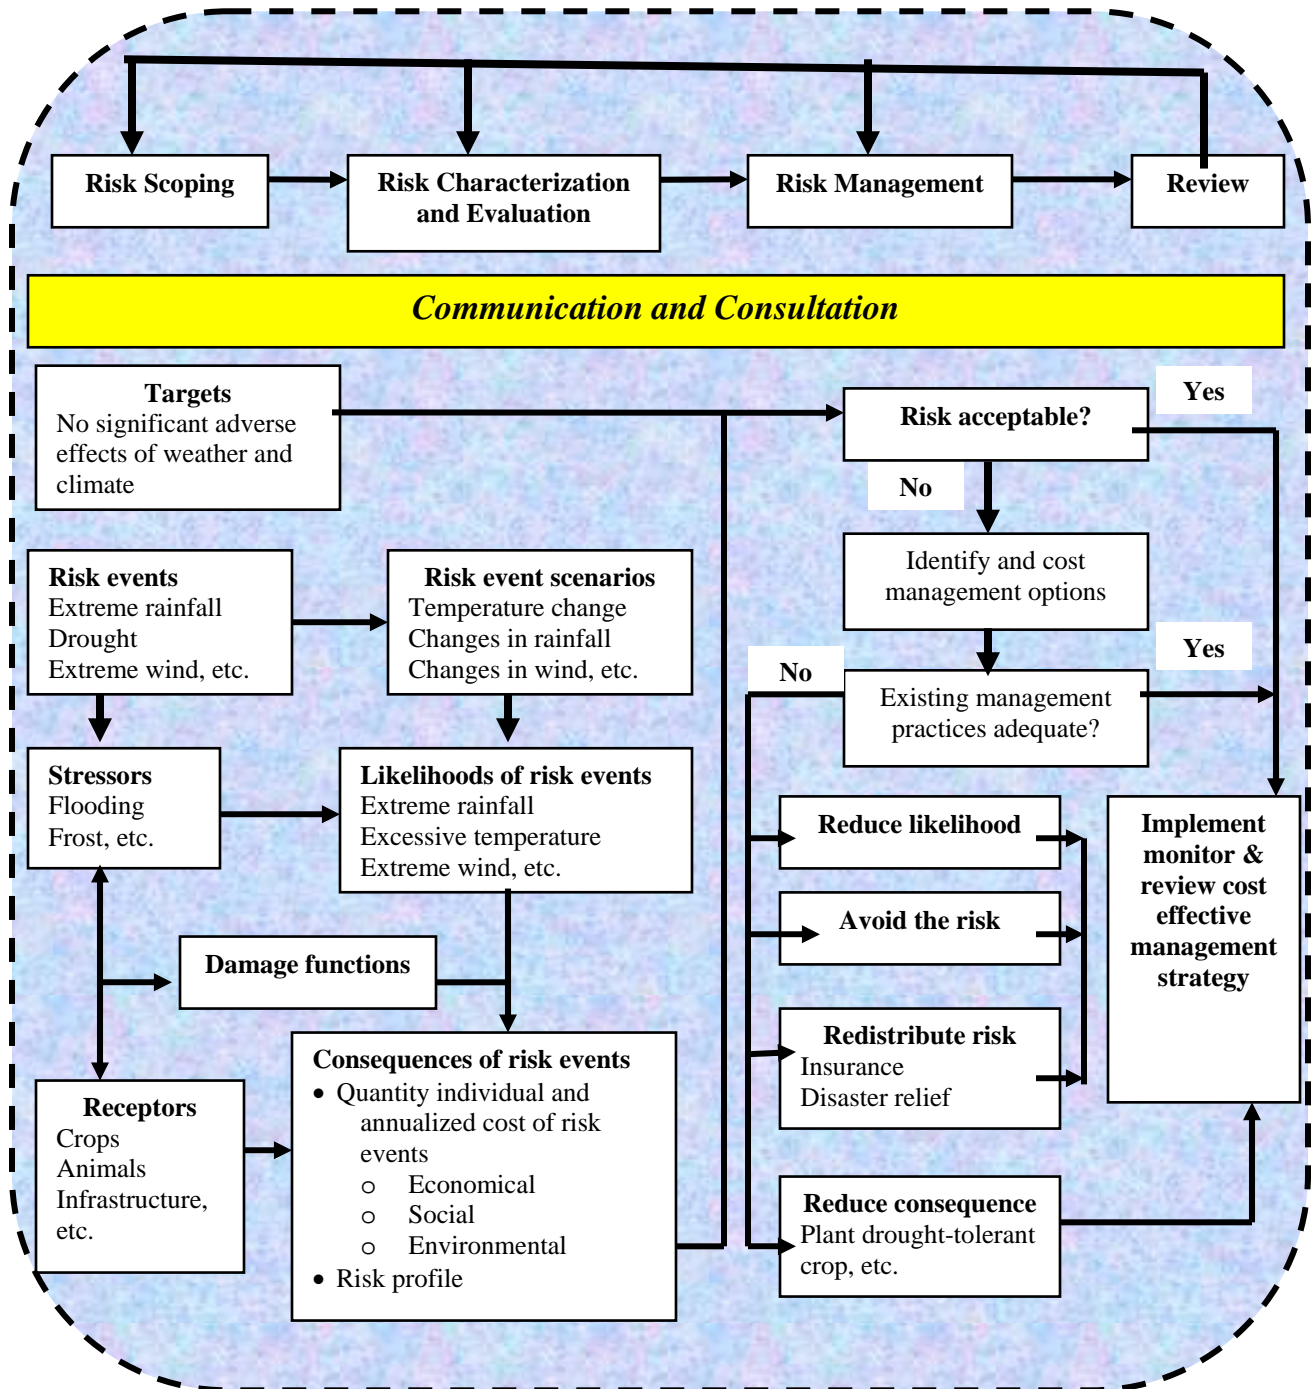 Risk Scoping
Risk Characterization
and Evaluation
Risk Management
Review
Communication and Consultation
Targets
No significant adverse
effects of weather and
climate
Risk acceptable?
Yes
No
Identify and cost
management options
Risk events
Extreme rainfall
Drought
Extreme wind, etc.
Risk event scenarios
Temperature change
Changes in rainfall
Changes in wind, etc.
No
Yes
Existing management
practices adequate?
Stressors
Flooding
Frost, etc.
Likelihoods of risk events
Extreme rainfall
Excessive temperature
Extreme wind, etc.
Reduce likelihood
Avoid the risk
Implement
monitor &
review cost
effective
management
strategy
Damage functions
Redistribute risk
Insurance
Disaster relief
Receptors
Crops
Animals
Infrastructure,
etc.
Consequences of risk events
• Quantity individual and
annualized cost of risk
events
o Economical
o Social
o Environmental
• Risk profile
Reduce consequence
Plant drought-tolerant
crop, etc.